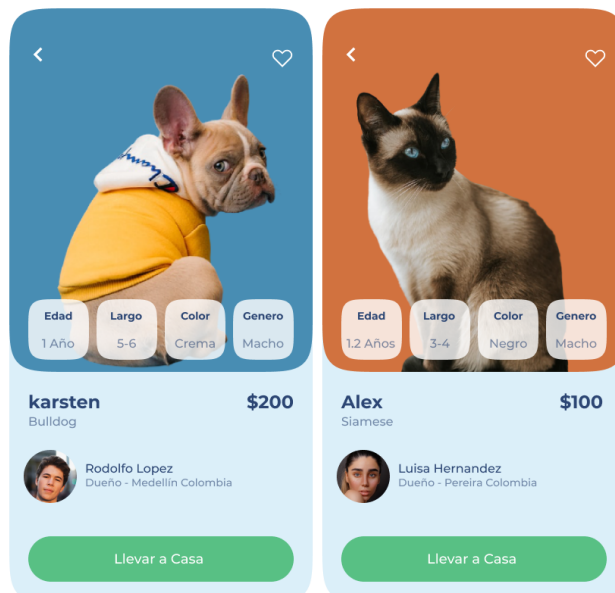 Champion
Edad
1 Año
Largo
5-6
Color
Crema
Genero
Macho
karsten
$200
Bulldog
Rodolfo Lopez
Dueño - Medellín Colombia
Llevar a Casa
Edad
1.2 Años
Largo
3-4
Color
Negro
Genero
Macho
Alex
$100
Siamese
Luisa Hernandez
Dueño - Pereira Colombia
Llevar a Casa